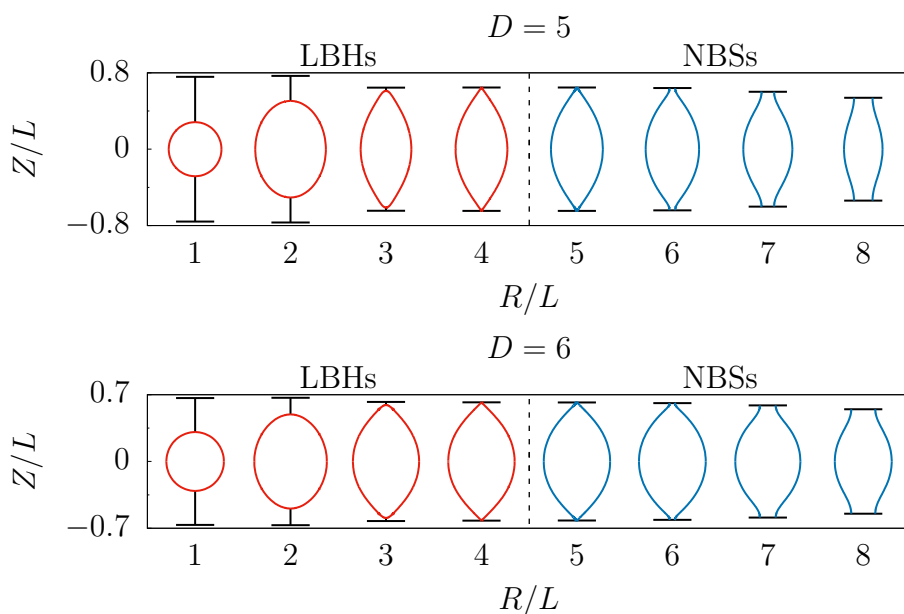 D = 5
LBHs NBSs
0.8
Z/L
0
−0.8
1 2 3 4 5 6 7 8
R/L
D = 6
LBHs NBSs
0.7
Z/L
0
−0.7
1 2 3 4 5 6 7 8
R/L